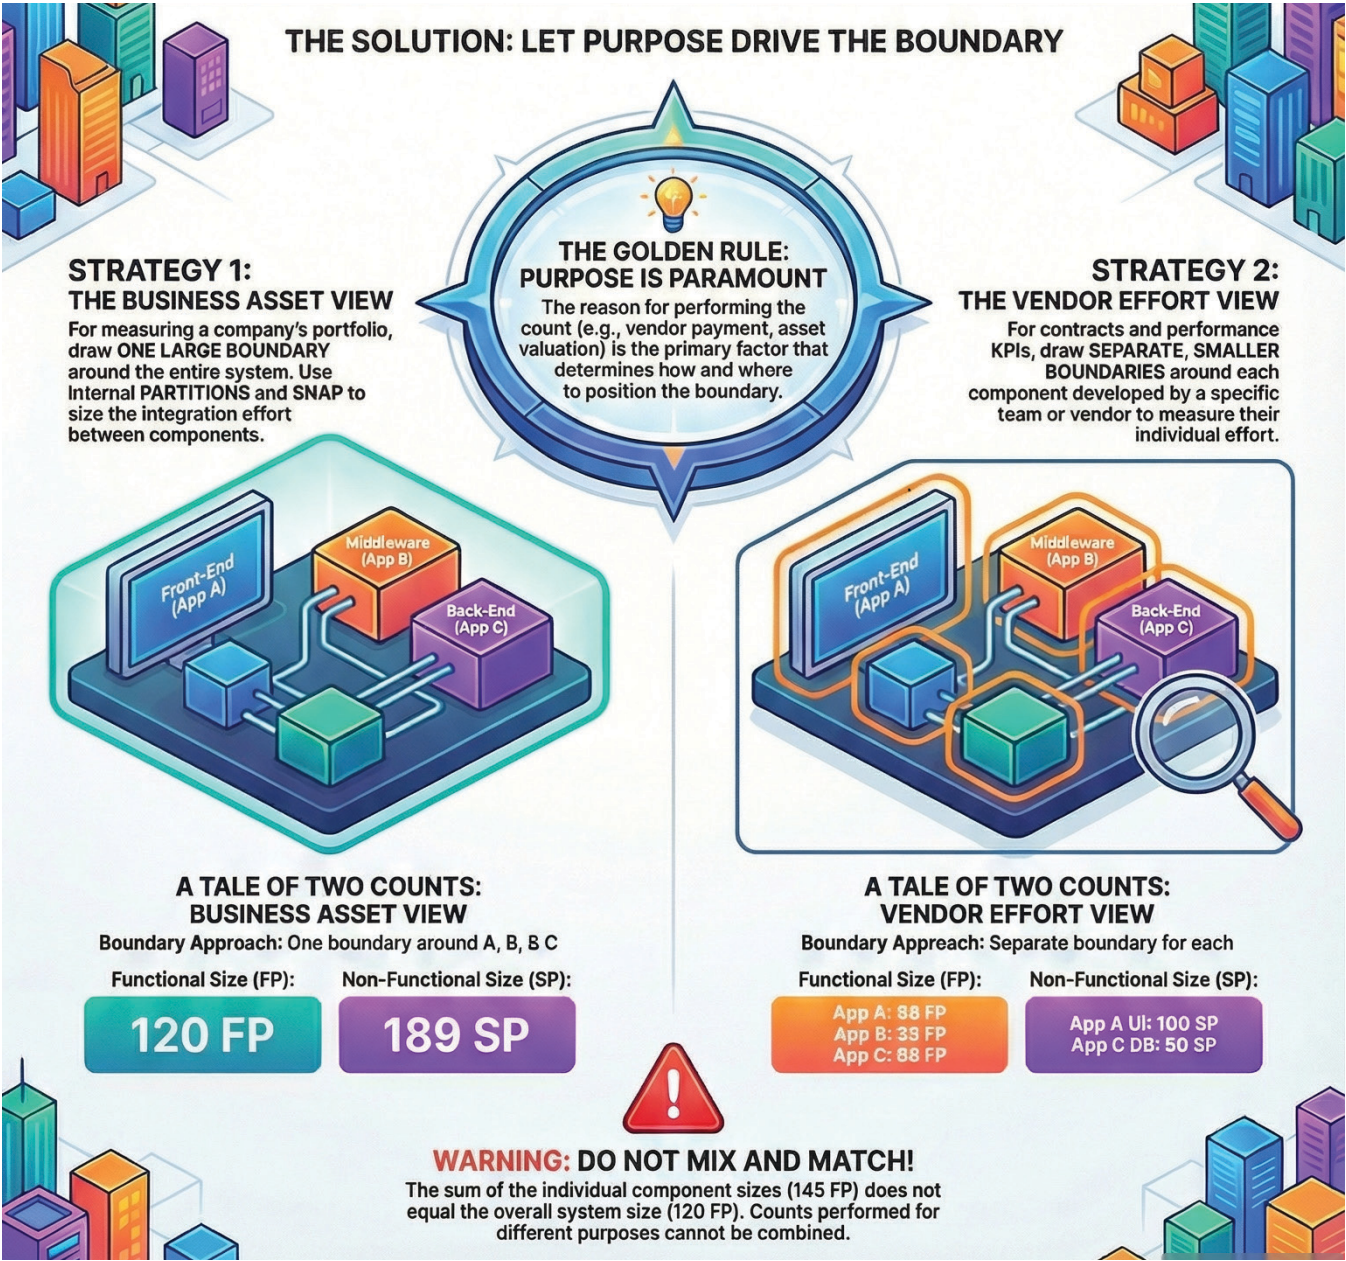 THE SOLUTION: LET PURPOSE DRIVE THE BOUNDARY
THE GOLDEN RULE:
PURPOSE IS PARAMOUNT
The reason for performing the
count (e.g., vendor payment, asset
valuation) is the primary factor that
determines how and where
to position the boundary.
STRATEGY 1:
THE BUSINESS ASSET VIEW
For measuring a company's portfolio,
draw ONE LARGE BOUNDARY
around the entire system. Use
Internal PARTITIONS and SNAP to
size the integration effort
between components.
Front-End
(App A)
Middleware
(App B)
Back-End
(App C)
A TALE OF TWO COUNTS:
BUSINESS ASSET VIEW
Boundary Approach: One boundary around A, B, & C
Functional Size (FP):
120 FP
Non-Functional Size (SP):
189 SP
STRATEGY 2:
THE VENDOR EFFORT VIEW
For contracts and performance
KPIs, draw SEPARATE, SMALLER
BOUNDARIES around each
component developed by a specific
team or vendor to measure their
individual effort.
Front-End
(App A)
Middleware
(App B)
Back-End
(App C)
A TALE OF TWO COUNTS:
VENDOR EFFORT VIEW
Boundary Appreach: Separate boundary for each
Functional Size (FP):
App A: FP
App B: FP
App C: FP
Non-Functional Size (SP):
App A UI: 100 SP
App C DB: 50 SP
WARNING: DO NOT MIX AND MATCH!
The sum of the individual component sizes (145 FP) does not
equal the overall system size (120 FP). Counts performed for
different purposes cannot be combined.